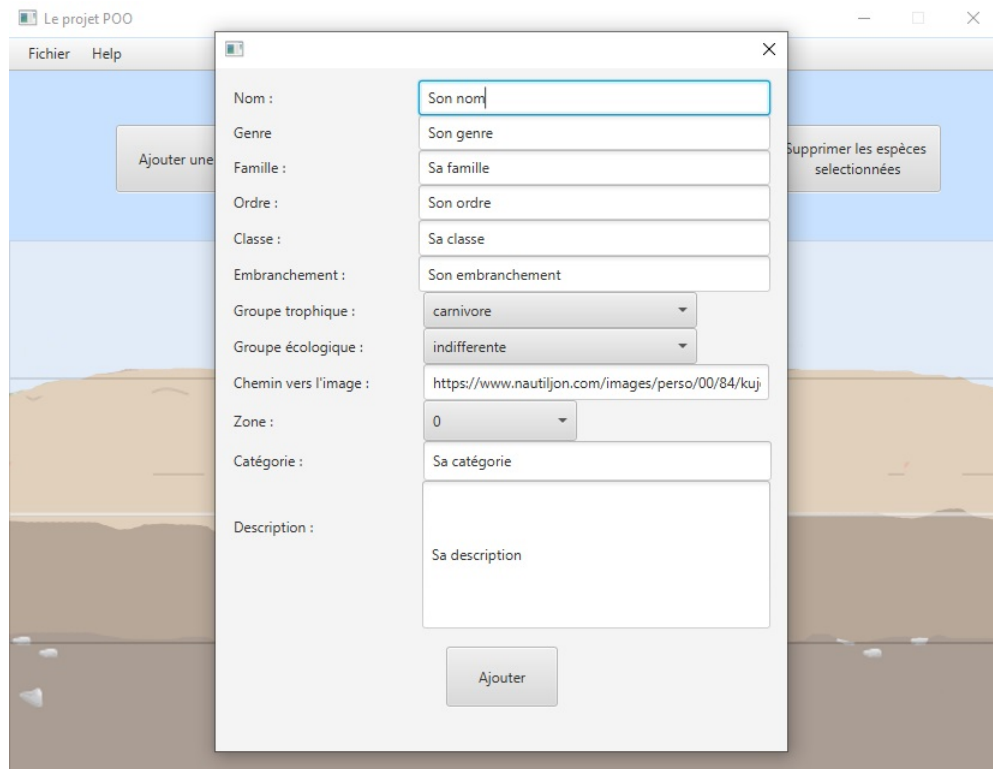 Le projet POO
Fichier Help
Ajouter une
Supprimer les espèces
selectionnées
Nom : Son nom
Genre Son genre
Famille : Sa famille
Ordre : Son ordre
Classe : Sa classe
Embranchement : Son embranchement
Groupe trophique : carnivore
Groupe écologique : indifferente
Chemin vers l'image : https://www.nautiljon.com/images/perso/00/84/kuj
Zone : 0
Catégorie : Sa catégorie
Description : Sa description
Ajouter